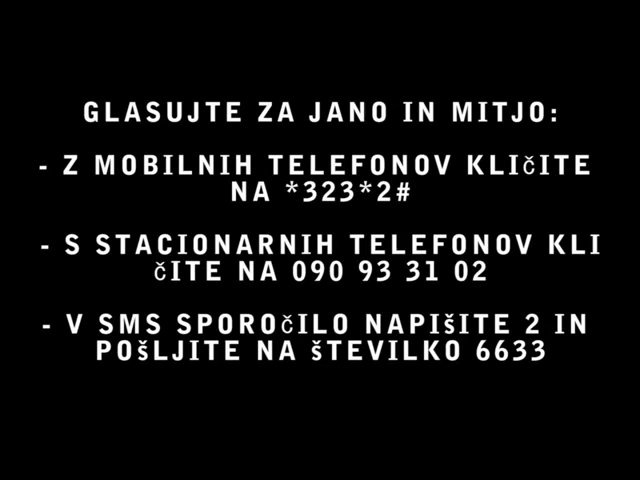 GLASUJTE ZA JANO IN MITJO:
- Z MOBILNIH TELEFONOV KLIČITE
NA *323*2#
- S STACIONARNIH TELEFONOV KLI
ČITE NA 090 93 31 02
- V SMS SPOROČILO NAPIŠITE 2 IN
POŠLJITE NA ŠTEVILKO 6633